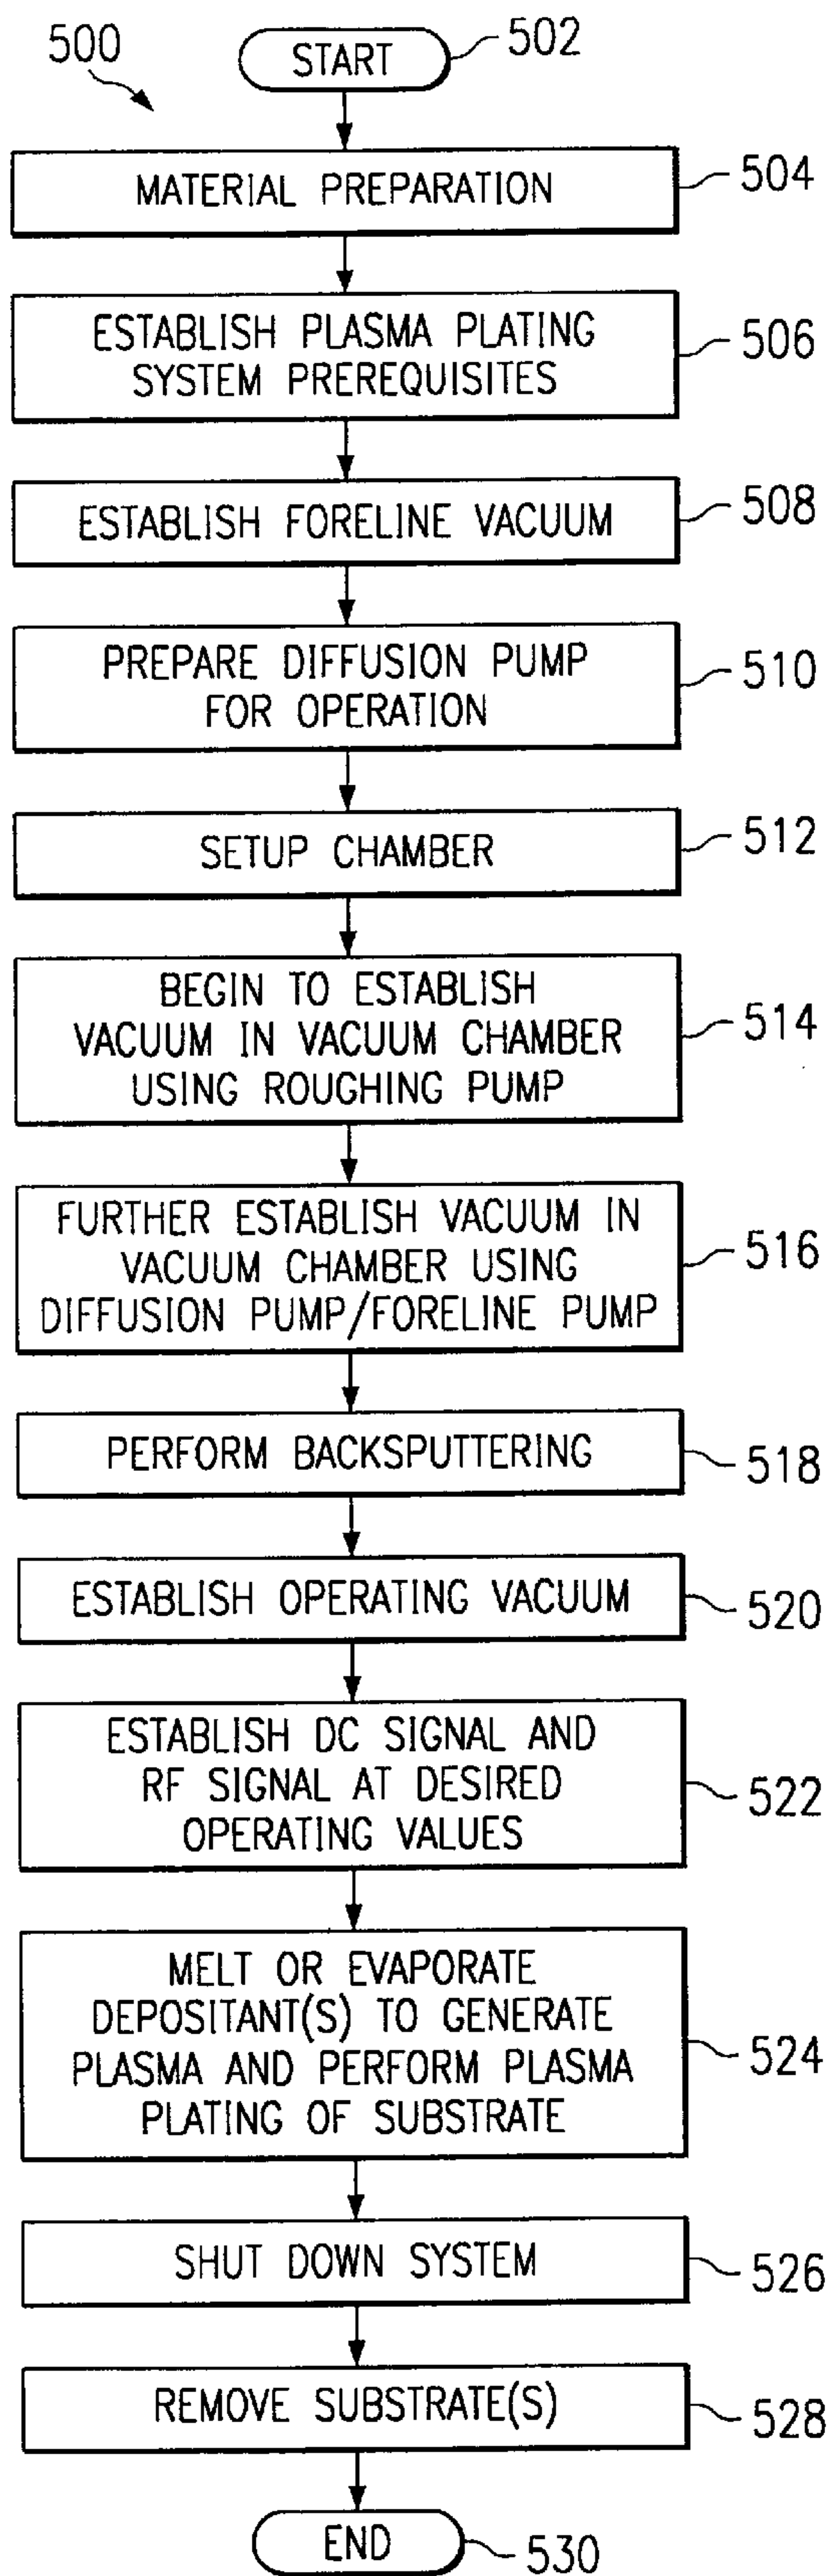 500
START
502
MATERIAL PREPARATION
504
ESTABLISH PLASMA PLATING
SYSTEM PREREQUISITES
506
ESTABLISH FORELINE VACUUM
508
PREPARE DIFFUSION PUMP
FOR OPERATION
510
SETUP CHAMBER
512
BEGIN TO ESTABLISH
VACUUM IN VACUUM CHAMBER
USING ROUGHING PUMP
514
FURTHER ESTABLISH VACUUM IN
VACUUM CHAMBER USING
DIFFUSION PUMP/FORELINE PUMP
516
PERFORM BACKSPUTTERING
518
ESTABLISH OPERATING VACUUM
520
ESTABLISH DC SIGNAL AND
RF SIGNAL AT DESIRED
OPERATING VALUES
522
MELT OR EVAPORATE
DEPOSITANT(S) TO GENERATE
PLASMA AND PERFORM PLASMA
PLATING OF SUBSTRATE
524
SHUT DOWN SYSTEM
526
REMOVE SUBSTRATE(S)
528
END
530